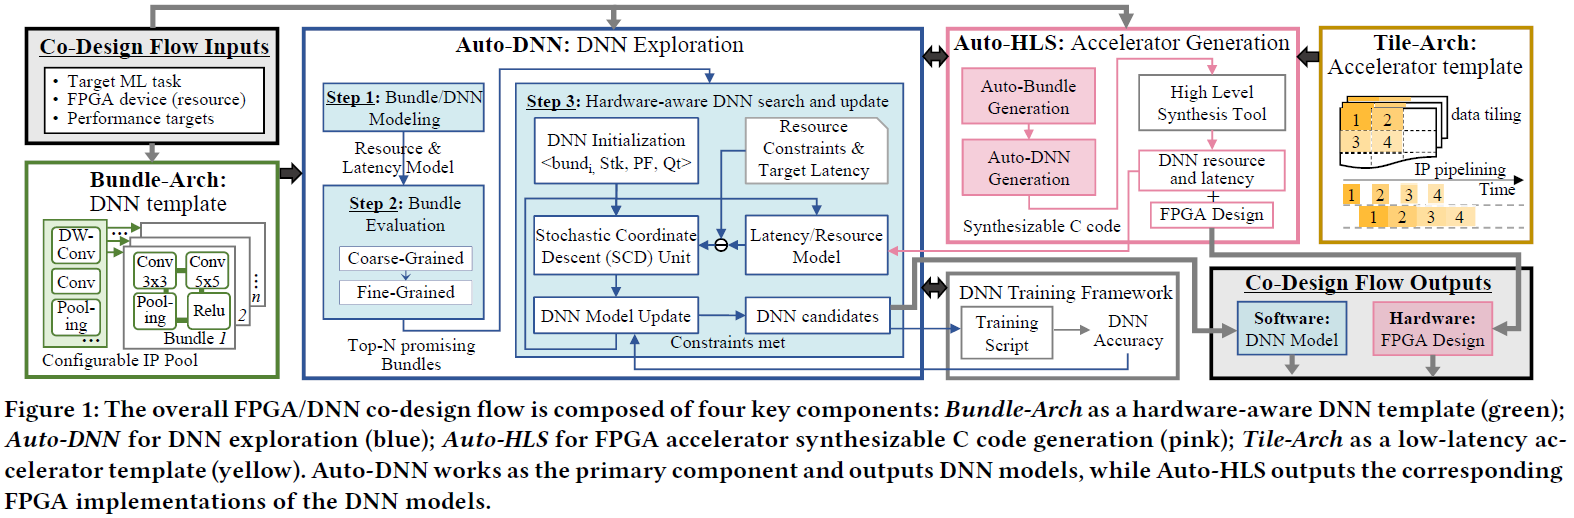 Co-Design Flow Inputs
• Target ML task
• FPGA device (resource)
• Performance targets
Bundle-Arch:
DNN template
DW-
Conv
Conv
Pool-
ing
...
...
Conv
3x3
Conv
5x5
Pool-
ing
Relu
Bundle 1
2
...
n
Configurable IP Pool
Auto-DNN: DNN Exploration
Step 1: Bundle/DNN
Modeling
Resource &
Latency Model
Step 2: Bundle
Evaluation
Coarse-Grained
Fine-Grained
Top-N promising
Bundles
Step 3: Hardware-aware DNN search and update
DNN Initialization
<bundi, Stk, PF, Qt>
Resource
Constraints &
Target Latency
Stochastic Coordinate
Descent (SCD) Unit
Latency/Resource
Model
DNN Model Update
DNN candidates
Constraints met
Auto-HLS: Accelerator Generation
Auto-Bundle
Generation
Auto-DNN
Generation
Synthesizable C code
High Level
Synthesis Tool
DNN resource
and latency
+
FPGA Design
DNN Training Framework
Training
Script
DNN
Accuracy
Tile-Arch:
Accelerator template
1 2
3 4
data tiling
IP pipelining
Time
1 2 3 4
1 2 3 4
Co-Design Flow Outputs
Software:
DNN Model
Hardware:
FPGA Design
Figure 1: The overall FPGA/DNN co-design flow is composed of four key components: Bundle-Arch as a hardware-aware DNN template (green);
Auto-DNN for DNN exploration (blue); Auto-HLS for FPGA accelerator synthesizable C code generation (pink); Tile-Arch as a low-latency ac-
celerator template (yellow). Auto-DNN works as the primary component and outputs DNN models, while Auto-HLS outputs the corresponding
FPGA implementations of the DNN models.